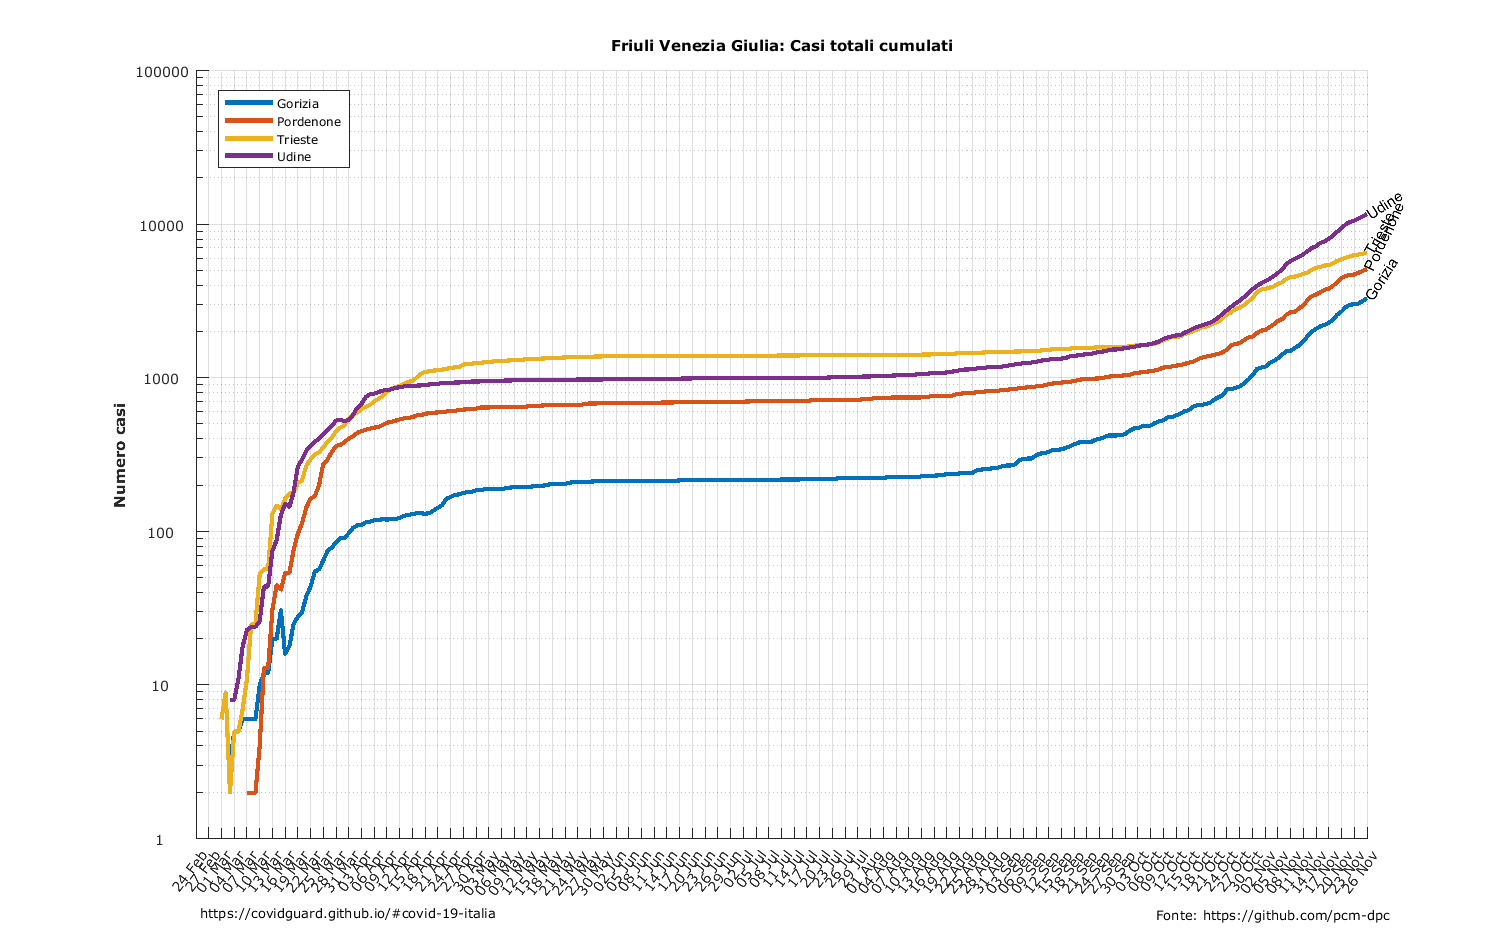 Friuli Venezia Giulia: Casi totali cumulati
100000
10000
1000
100
10
1
Numero casi
Gorizia
Pordenone
Trieste
Udine
Udine
Trieste
Pordenone
Gorizia
24 Feb
27 Feb
01 Mar
04 Mar
07 Mar
10 Mar
13 Mar
16 Mar
19 Mar
22 Mar
25 Mar
28 Mar
31 Mar
03 Apr
06 Apr
09 Apr
12 Apr
15 Apr
18 Apr
21 Apr
24 Apr
27 Apr
30 Apr
03 May
06 May
09 May
12 May
15 May
18 May
21 May
24 May
27 May
30 May
02 Jun
05 Jun
08 Jun
11 Jun
14 Jun
17 Jun
20 Jun
23 Jun
26 Jun
29 Jun
02 Jul
05 Jul
08 Jul
11 Jul
14 Jul
17 Jul
20 Jul
23 Jul
26 Jul
29 Jul
01 Aug
04 Aug
07 Aug
10 Aug
13 Aug
16 Aug
19 Aug
22 Aug
25 Aug
28 Aug
31 Aug
03 Sep
06 Sep
09 Sep
12 Sep
15 Sep
18 Sep
21 Sep
24 Sep
27 Sep
30 Sep
03 Oct
06 Oct
09 Oct
12 Oct
15 Oct
18 Oct
21 Oct
24 Oct
27 Oct
30 Oct
02 Nov
05 Nov
08 Nov
11 Nov
14 Nov
17 Nov
20 Nov
23 Nov
26 Nov
https://covidguard.github.io/#covid-19-italia
Fonte: https://github.com/pcm-dpc